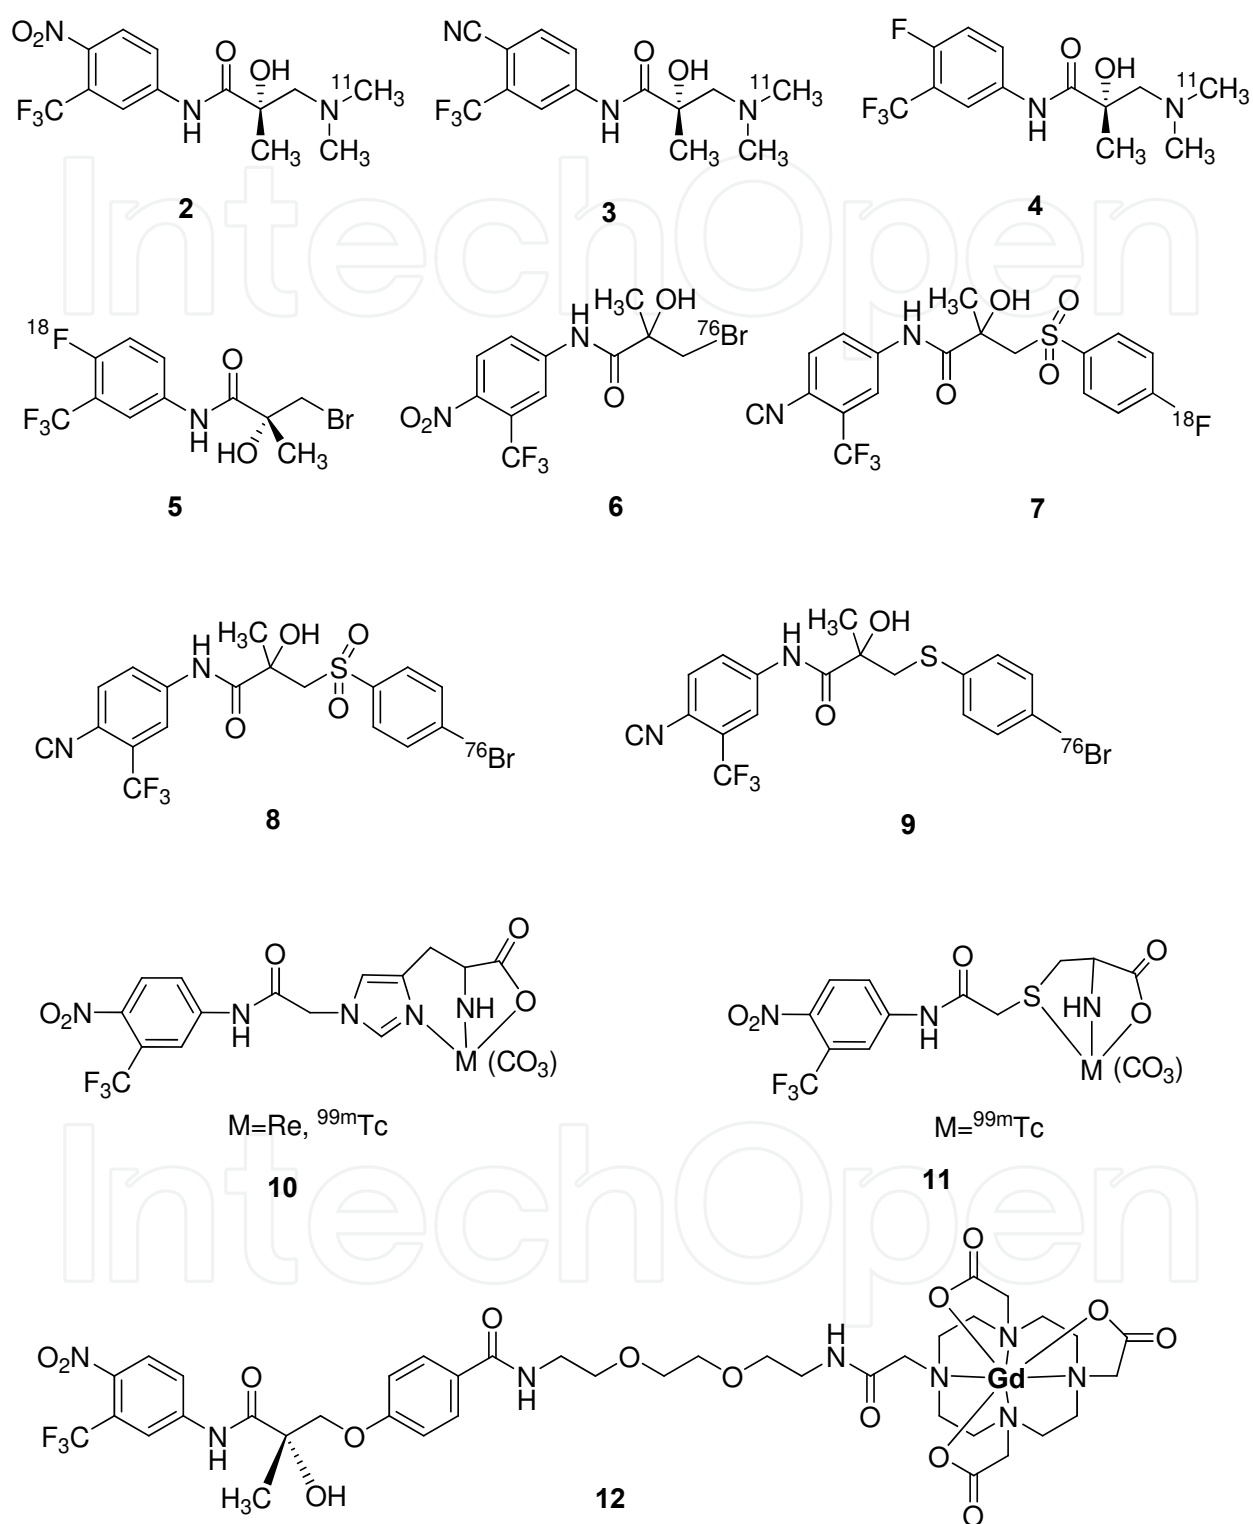 O₂N O OH ¹¹CH₃ F₃C N H N CH₃ CH₃
2
NC O OH ¹¹CH₃ F₃C N H N CH₃ CH₃
3
F O OH ¹¹CH₃ F₃C N H N CH₃ CH₃
4
¹⁸F O F₃C N H HO CH₃ Br
5
H N H₃C OH ⁷⁶Br O O₂N CF₃
6
H N H₃C OH O S O O CN CF₃ ¹⁸F
7
H N H₃C OH O S O O CN CF₃ ⁷⁶Br
8
H N H₃C OH S O CN CF₃ ⁷⁶Br
9
O₂N F₃C N H O N N NH O O M (CO₃)
M=Re, ⁹⁹ᵐTc
10
O₂N F₃C N H O S HN O O M (CO₃)
M=⁹⁹ᵐTc
11
O₂N F₃C N H O H₃C OH O O N H O O H N O N N N N Gd O O O O O O
12
IntechOpen
IntechOpen